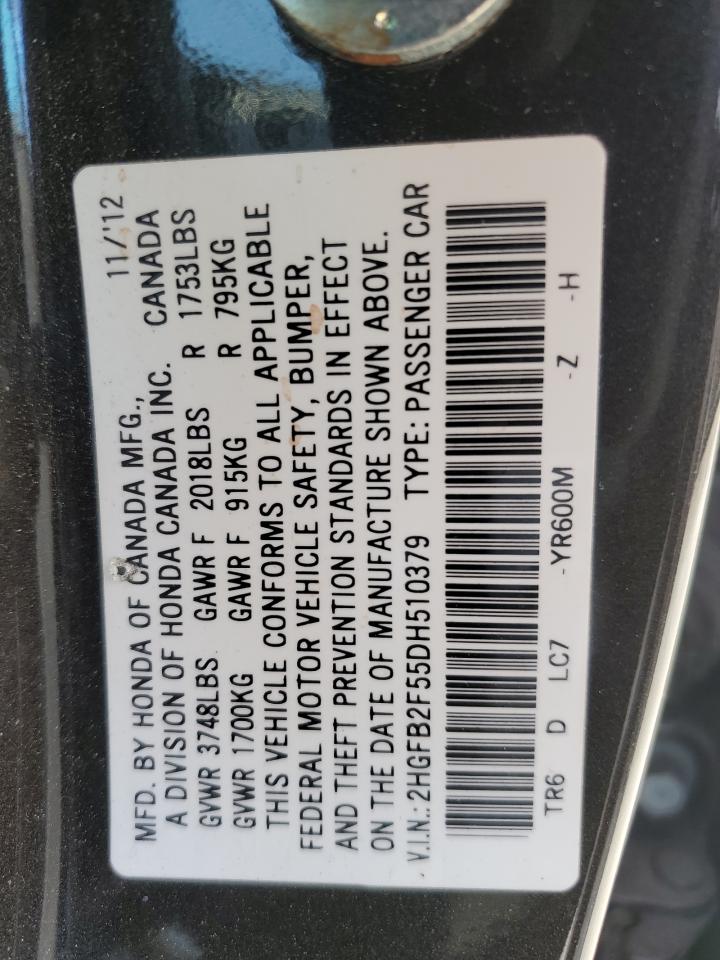 11/'12
MFD. BY HONDA OF CANADA MFG.,
A DIVISION OF HONDA CANADA INC. CANADA
GVWR 3748LBS GAWR F 2018LBS R 1753LBS
GVWR 1700KG GAWR F 915KG R 795KG
THIS VEHICLE CONFORMS TO ALL APPLICABLE
FEDERAL MOTOR VEHICLE SAFETY, BUMPER,
AND THEFT PREVENTION STANDARDS IN EFFECT
ON THE DATE OF MANUFACTURE SHOWN ABOVE.
V.I.N.: 2HGFB2F55DH510379 TYPE: PASSENGER CAR
TR6 D LC7 -YR600M -Z -H